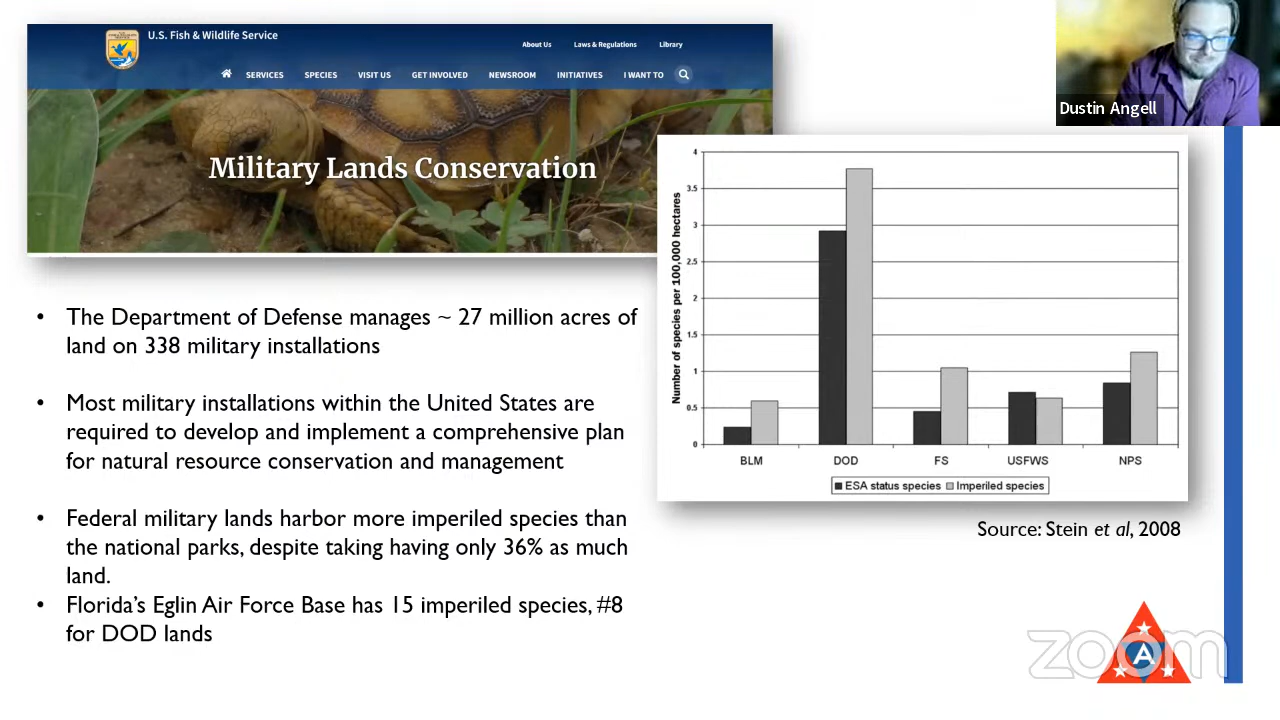 U.S. Fish & Wildlife Service
About Us Laws & Regulations Library
SERVICES SPECIES VISIT US GET INVOLVED NEWSROOM INITIATIVES I WANT TO
Military Lands Conservation
Dustin Angell
• The Department of Defense manages ~ 27 million acres of
land on 338 military installations
• Most military installations within the United States are
required to develop and implement a comprehensive plan
for natural resource conservation and management
• Federal military lands harbor more imperiled species than
the national parks, despite taking having only 36% as much
land.
• Florida's Eglin Air Force Base has 15 imperiled species, #8
for DOD lands
Number of species per 100,000 hectares
4
3.5
3
2.5
2
1.5
1
0.5
0
BLM DOD FS USFWS NPS
ESA status species Imperiled species
Source: Stein et al, 2008
zoom
A